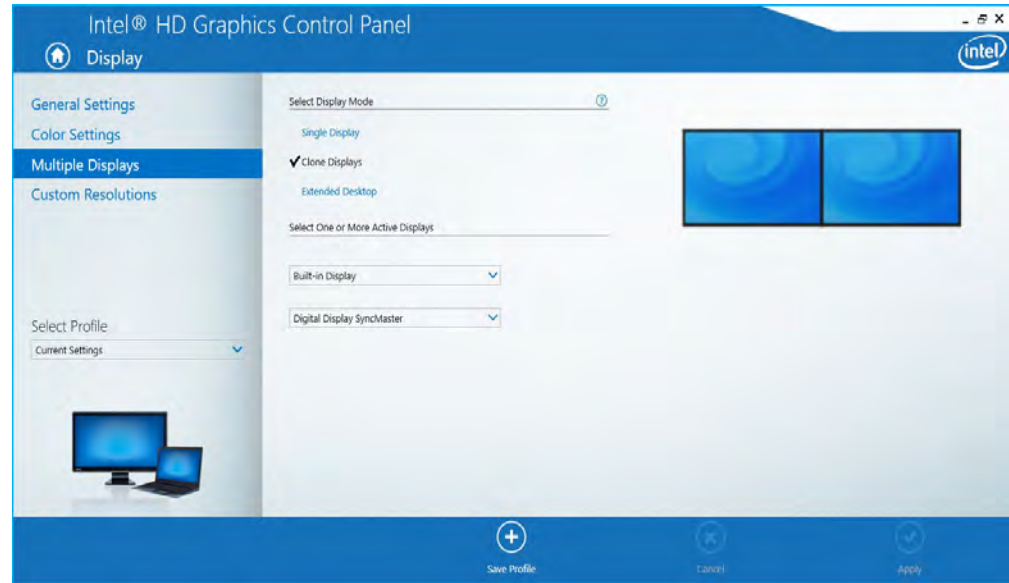 Intel® HD Graphics Control Panel
Display
intel
General Settings
Color Settings
Multiple Displays
Custom Resolutions
Select Profile
Current Settings
Select Display Mode
Single Display
Clone Displays
Extended Desktop
Select One or More Active Displays
Built-in Display
Digital Display SyncMaster
Save Profile
Cancel
Apply